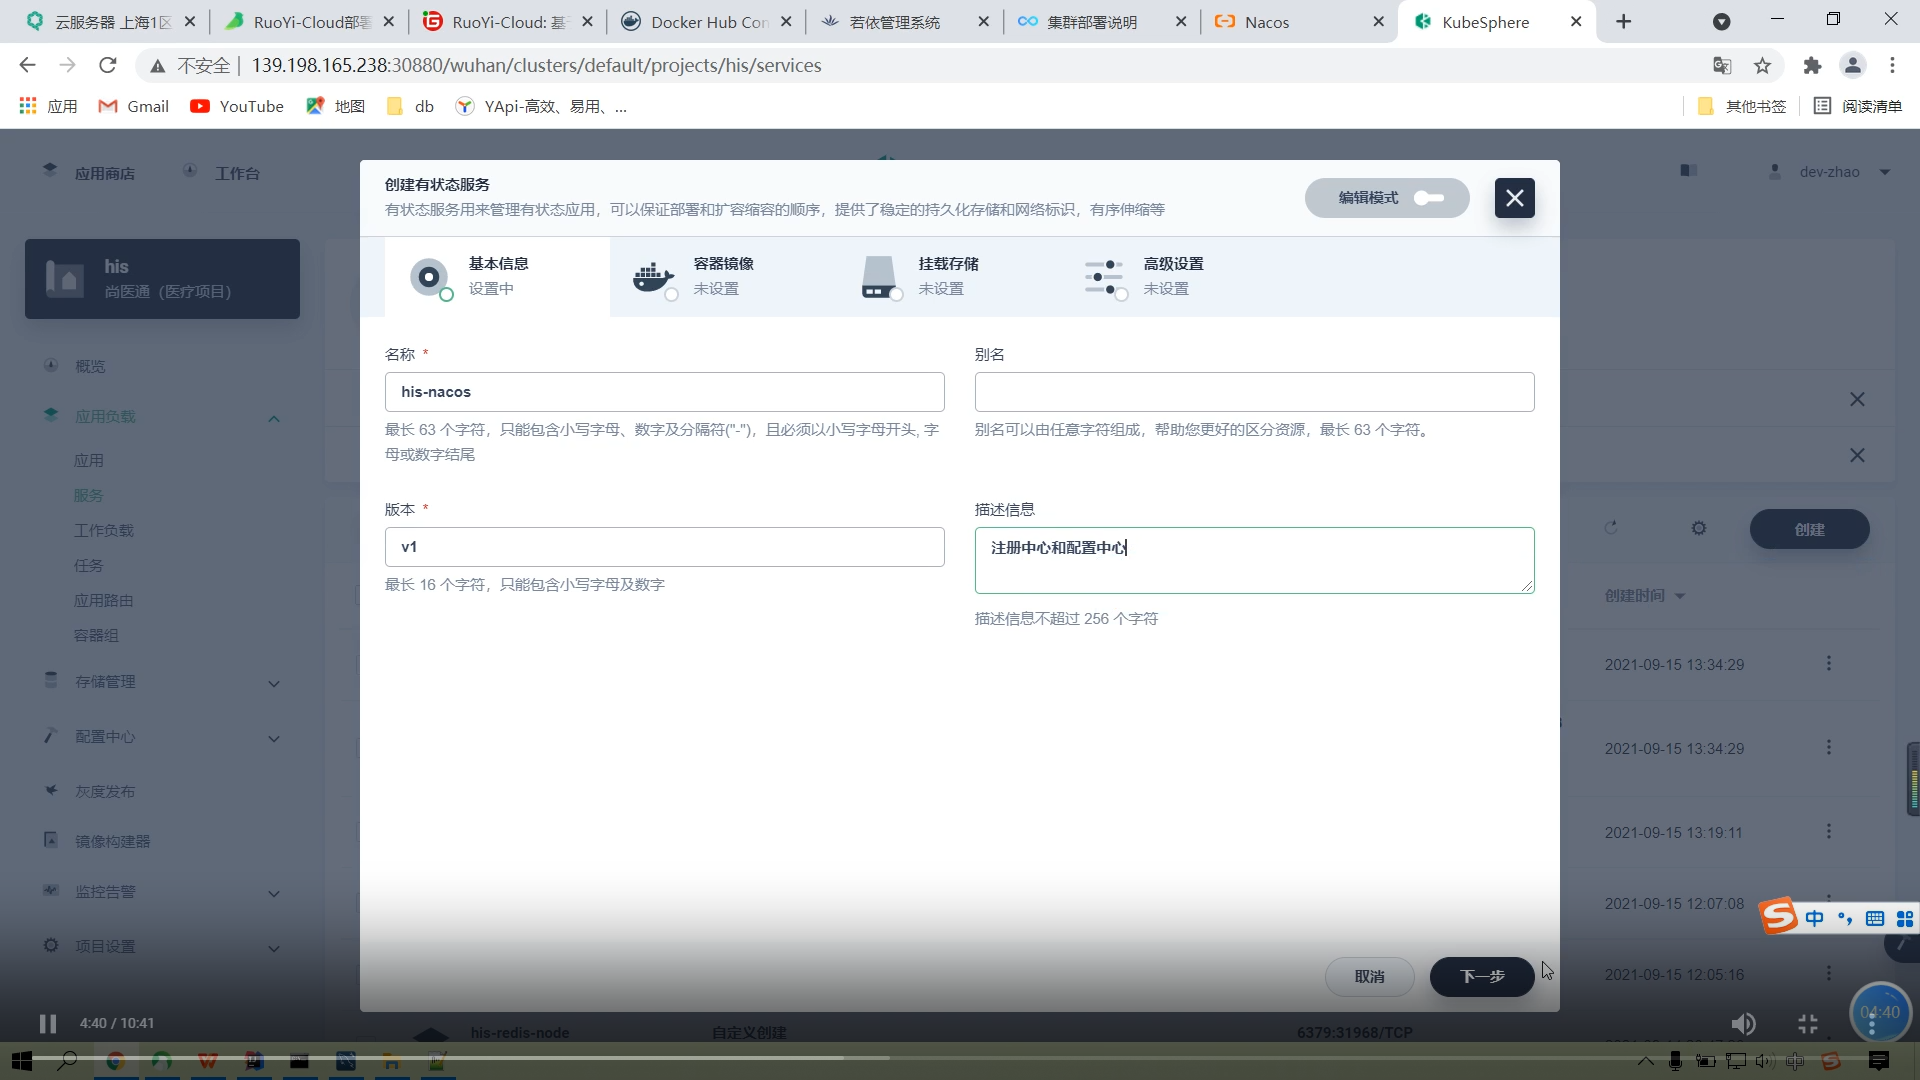 云服务器 上海1区
RuoYi-Cloud部署
RuoYi-Cloud: 基于
Docker Hub Con
若依管理系统
集群部署说明
Nacos
KubeSphere
不安全
139.198.165.238:30880/wuhan/clusters/default/projects/his/services
应用
Gmail
YouTube
地图
db
YApi-高效、易用、...
其他书签
阅读清单
应用商店
工作台
dev-zhao
创建有状态服务
有状态服务用来管理有状态应用，可以保证部署和扩容缩容的顺序，提供了稳定的持久化存储和网络标识，有序伸缩等
编辑模式
his
尚医通（医疗项目）
基本信息
设置中
容器镜像
未设置
挂载存储
未设置
高级设置
未设置
概览
应用负载
应用
服务
工作负载
任务
应用路由
容器组
存储管理
配置中心
灰度发布
镜像构建器
监控告警
项目设置
名称 *
his-nacos
最长 63 个字符，只能包含小写字母、数字及分隔符("-")，且必须以小写字母开头, 字
母或数字结尾
别名
别名可以由任意字符组成，帮助您更好的区分资源，最长 63 个字符。
版本 *
v1
最长 16 个字符，只能包含小写字母及数字
描述信息
注册中心和配置中心
描述信息不超过 256 个字符
创建
创建时间
2021-09-15 13:34:29
2021-09-15 13:34:29
2021-09-15 13:19:11
2021-09-15 12:07:08
2021-09-15 12:05:16
中
取消
下一步
his-redis-node
自定义创建
6379:31968/TCP
4:40 / 10:41
04:40
中